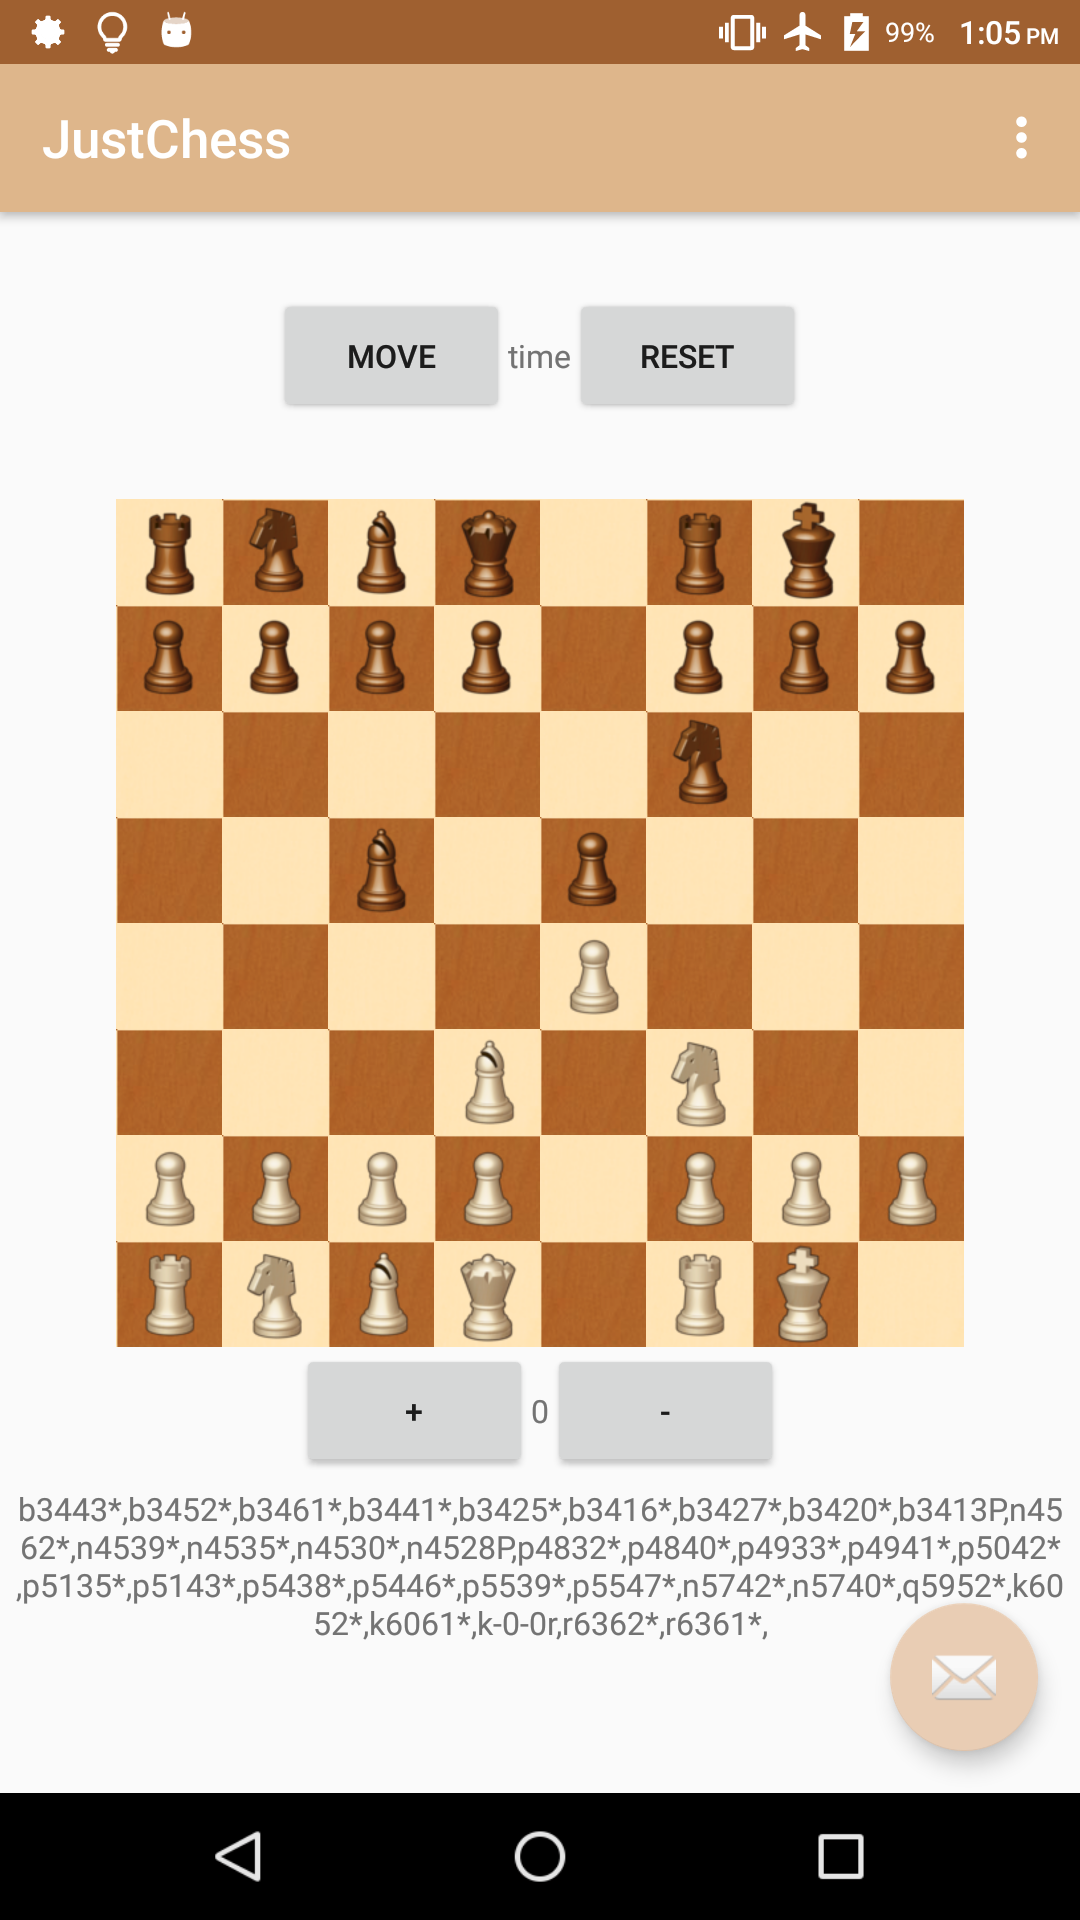 99% 1:05 PM
JustChess
MOVE time RESET
+ 0 -
b3443*,b3452*,b3461*,b3441*,b3425*,b3416*,b3427*,b3420*,b3413P,n45
62*,n4539*,n4535*,n4530*,n4528P,p4832*,p4840*,p4933*,p4941*,p5042*
,p5135*,p5143*,p5438*,p5446*,p5539*,p5547*,n5742*,n5740*,q5952*,k60
52*,k6061*,k-0-0r,r6362*,r6361*,